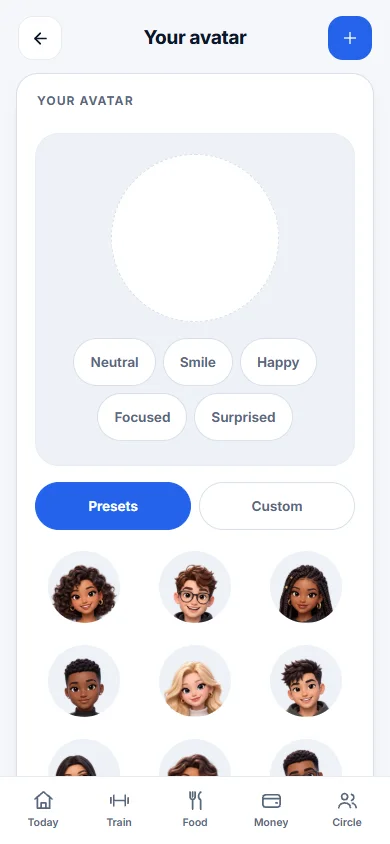 Your avatar
YOUR AVATAR
Neutral Smile Happy
Focused Surprised
Presets Custom
Today Train Food Money Circle